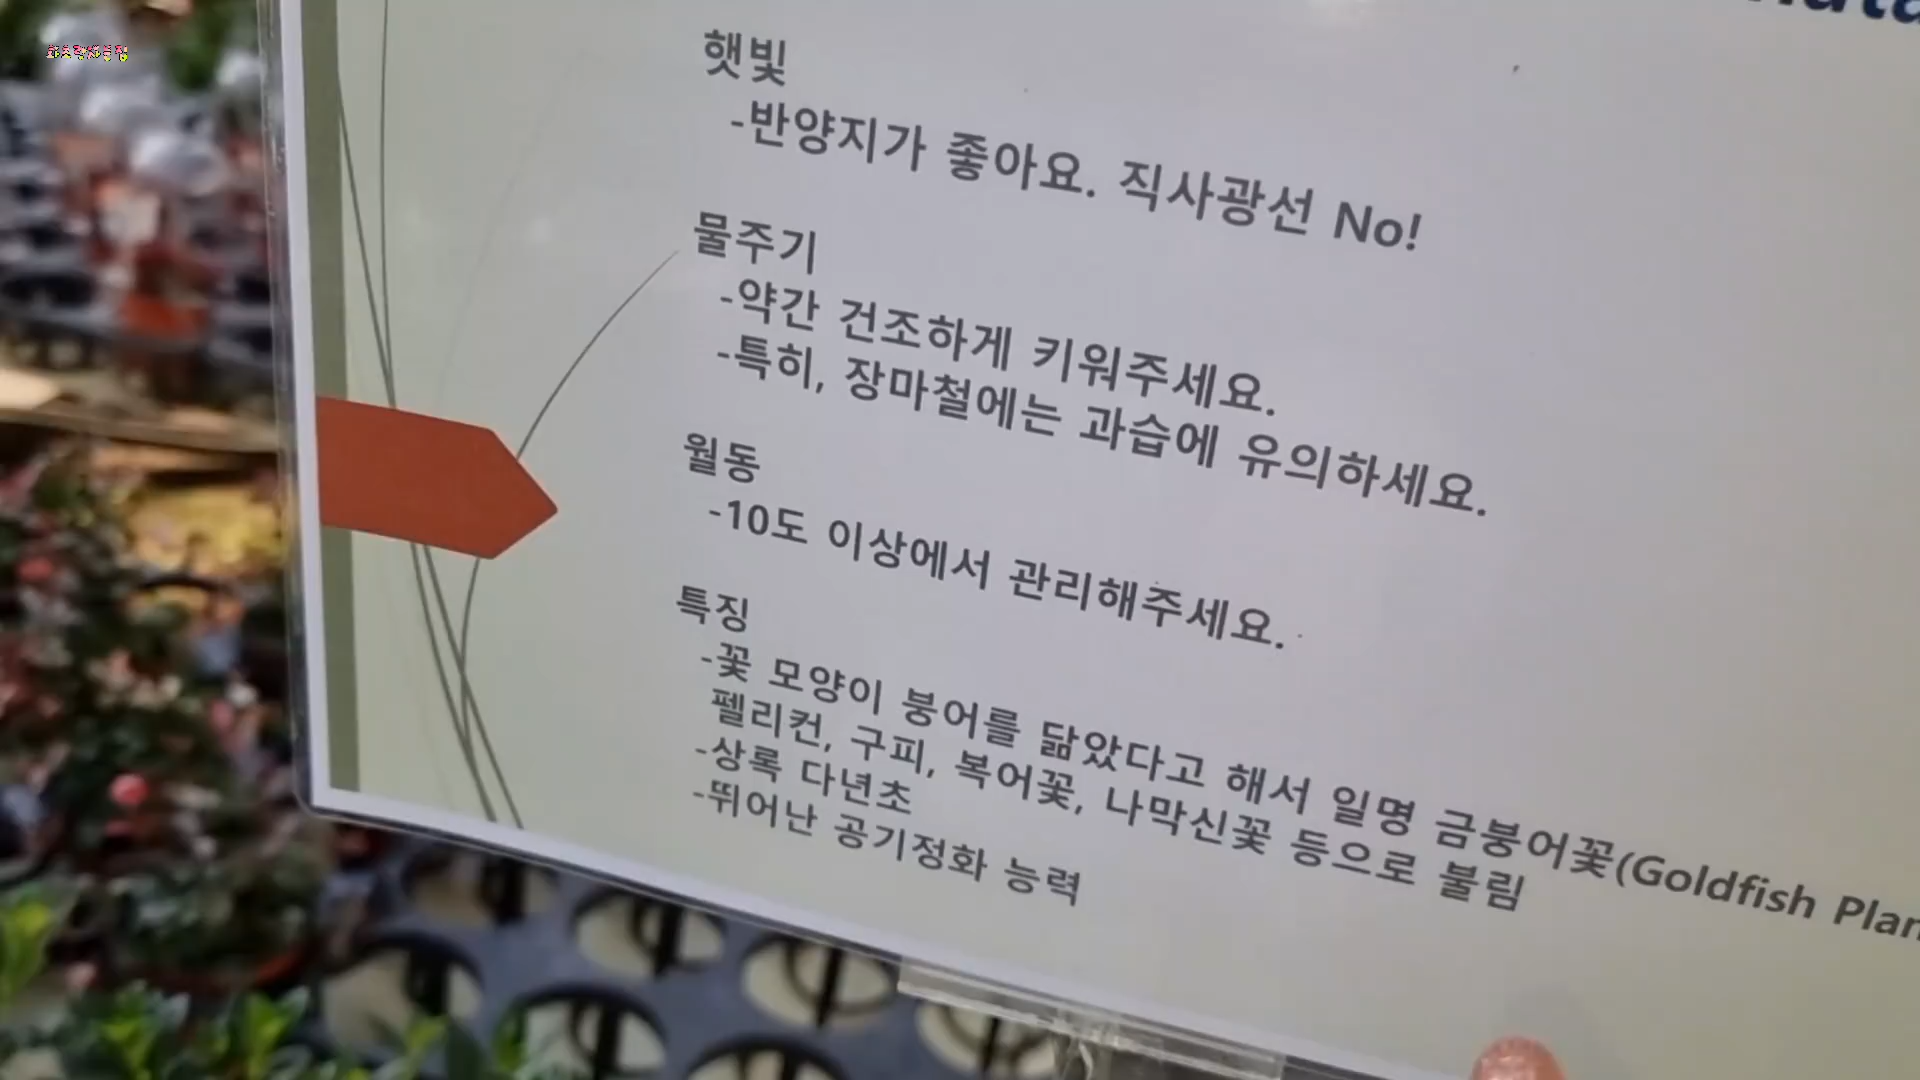 햇빛
-반양지가 좋아요. 직사광선 No!
물주기
-약간 건조하게 키워주세요.
-특히, 장마철에는 과습에 유의하세요.
월동
-10도 이상에서 관리해주세요.
특징
-꽃 모양이 붕어를 닮았다고 해서 일명 금붕어꽃(Goldfish Plan
펠리컨, 구피, 복어꽃, 나막신꽃 등으로 불림
-상록 다년초
-뛰어난 공기정화 능력